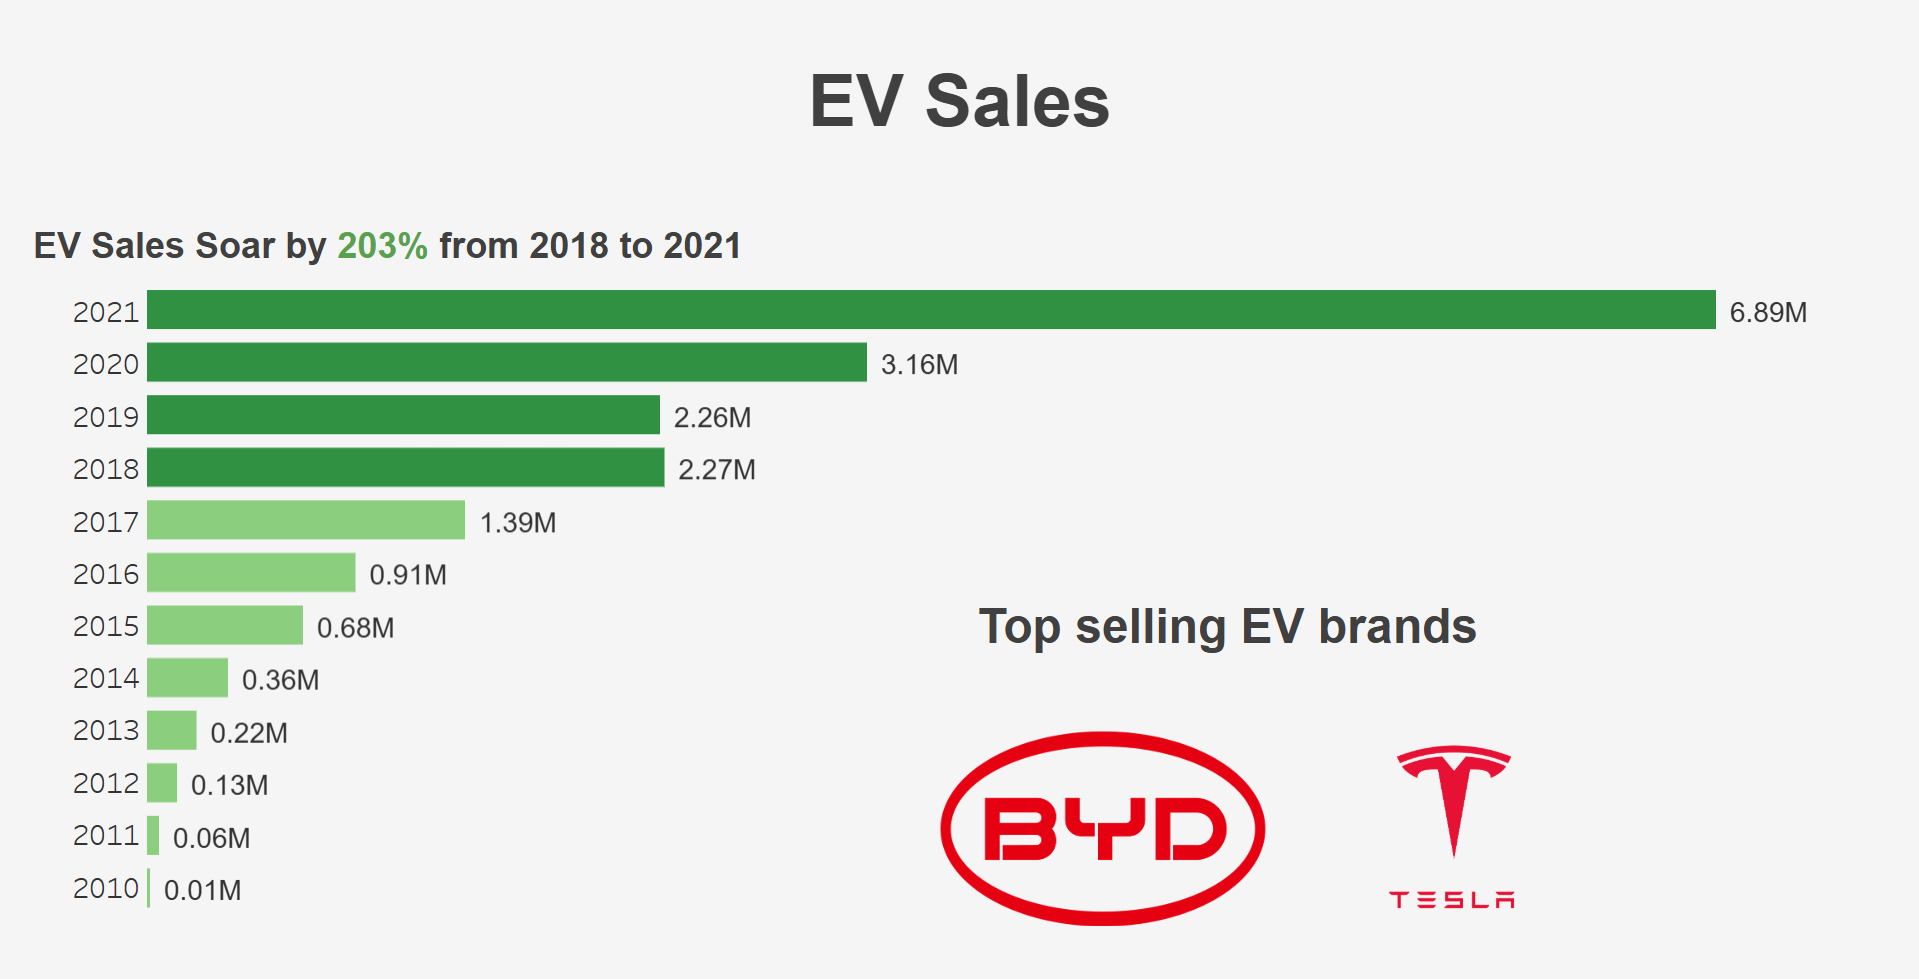 EV Sales
EV Sales Soar by 203% from 2018 to 2021
2021 6.89M
2020 3.16M
2019 2.26M
2018 2.27M
2017 1.39M
2016 0.91M
2015 0.68M
2014 0.36M
2013 0.22M
2012 0.13M
2011 0.06M
2010 0.01M
Top selling EV brands
BYD
TESLA